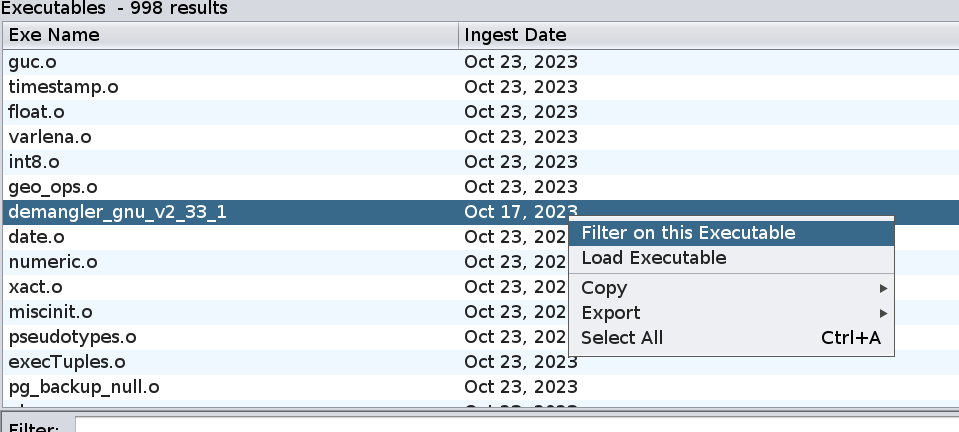 Executables - 998 results
Exe Name Ingest Date
guc.o Oct 23, 2023
timestamp.o Oct 23, 2023
float.o Oct 23, 2023
varlena.o Oct 23, 2023
int8.o Oct 23, 2023
geo_ops.o Oct 23, 2023
demangler_gnu_v2_33_1 Oct 17, 2023
date.o Oct 23, 202
Filter on this Executable
numeric.o Oct 23, 202
Load Executable
xact.o Oct 23, 202
Copy
miscinit.o Oct 23, 202
Export
pseudotypes.o Oct 23, 202
Select All Ctrl+A
execTuples.o Oct 23, 2023
pg_backup_null.o Oct 23, 2023
Filter: